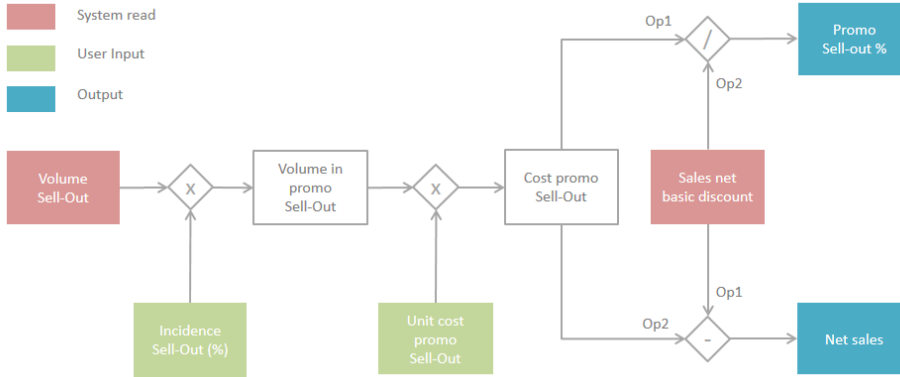 System read
User Input
Output
Op1
/
Promo
Sell-out %
Op2
Volume
Sell-Out
x
Volume in
promo
Sell-Out
x
Cost promo
Sell-Out
Sales net
basic discount
Op1
Incidence
Sell-Out (%)
Unit cost
promo
Sell-Out
Op2
-
Net sales